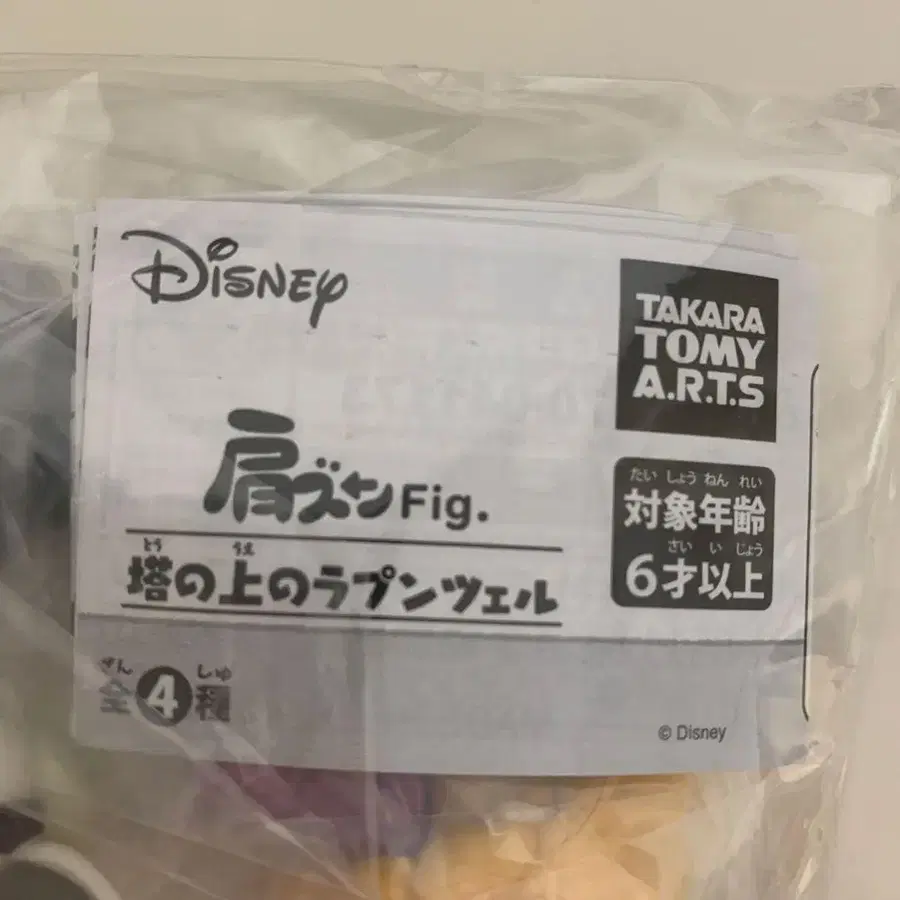 Disney
TAKARA
TOMY
A.R.T.S
肩ズンFig.
とう うえ
塔の上のラプンツェル
たい しょう ねん れい
対象年齢
さい い じょう
6才以上
ぜん しゅ
全4種
© Disney